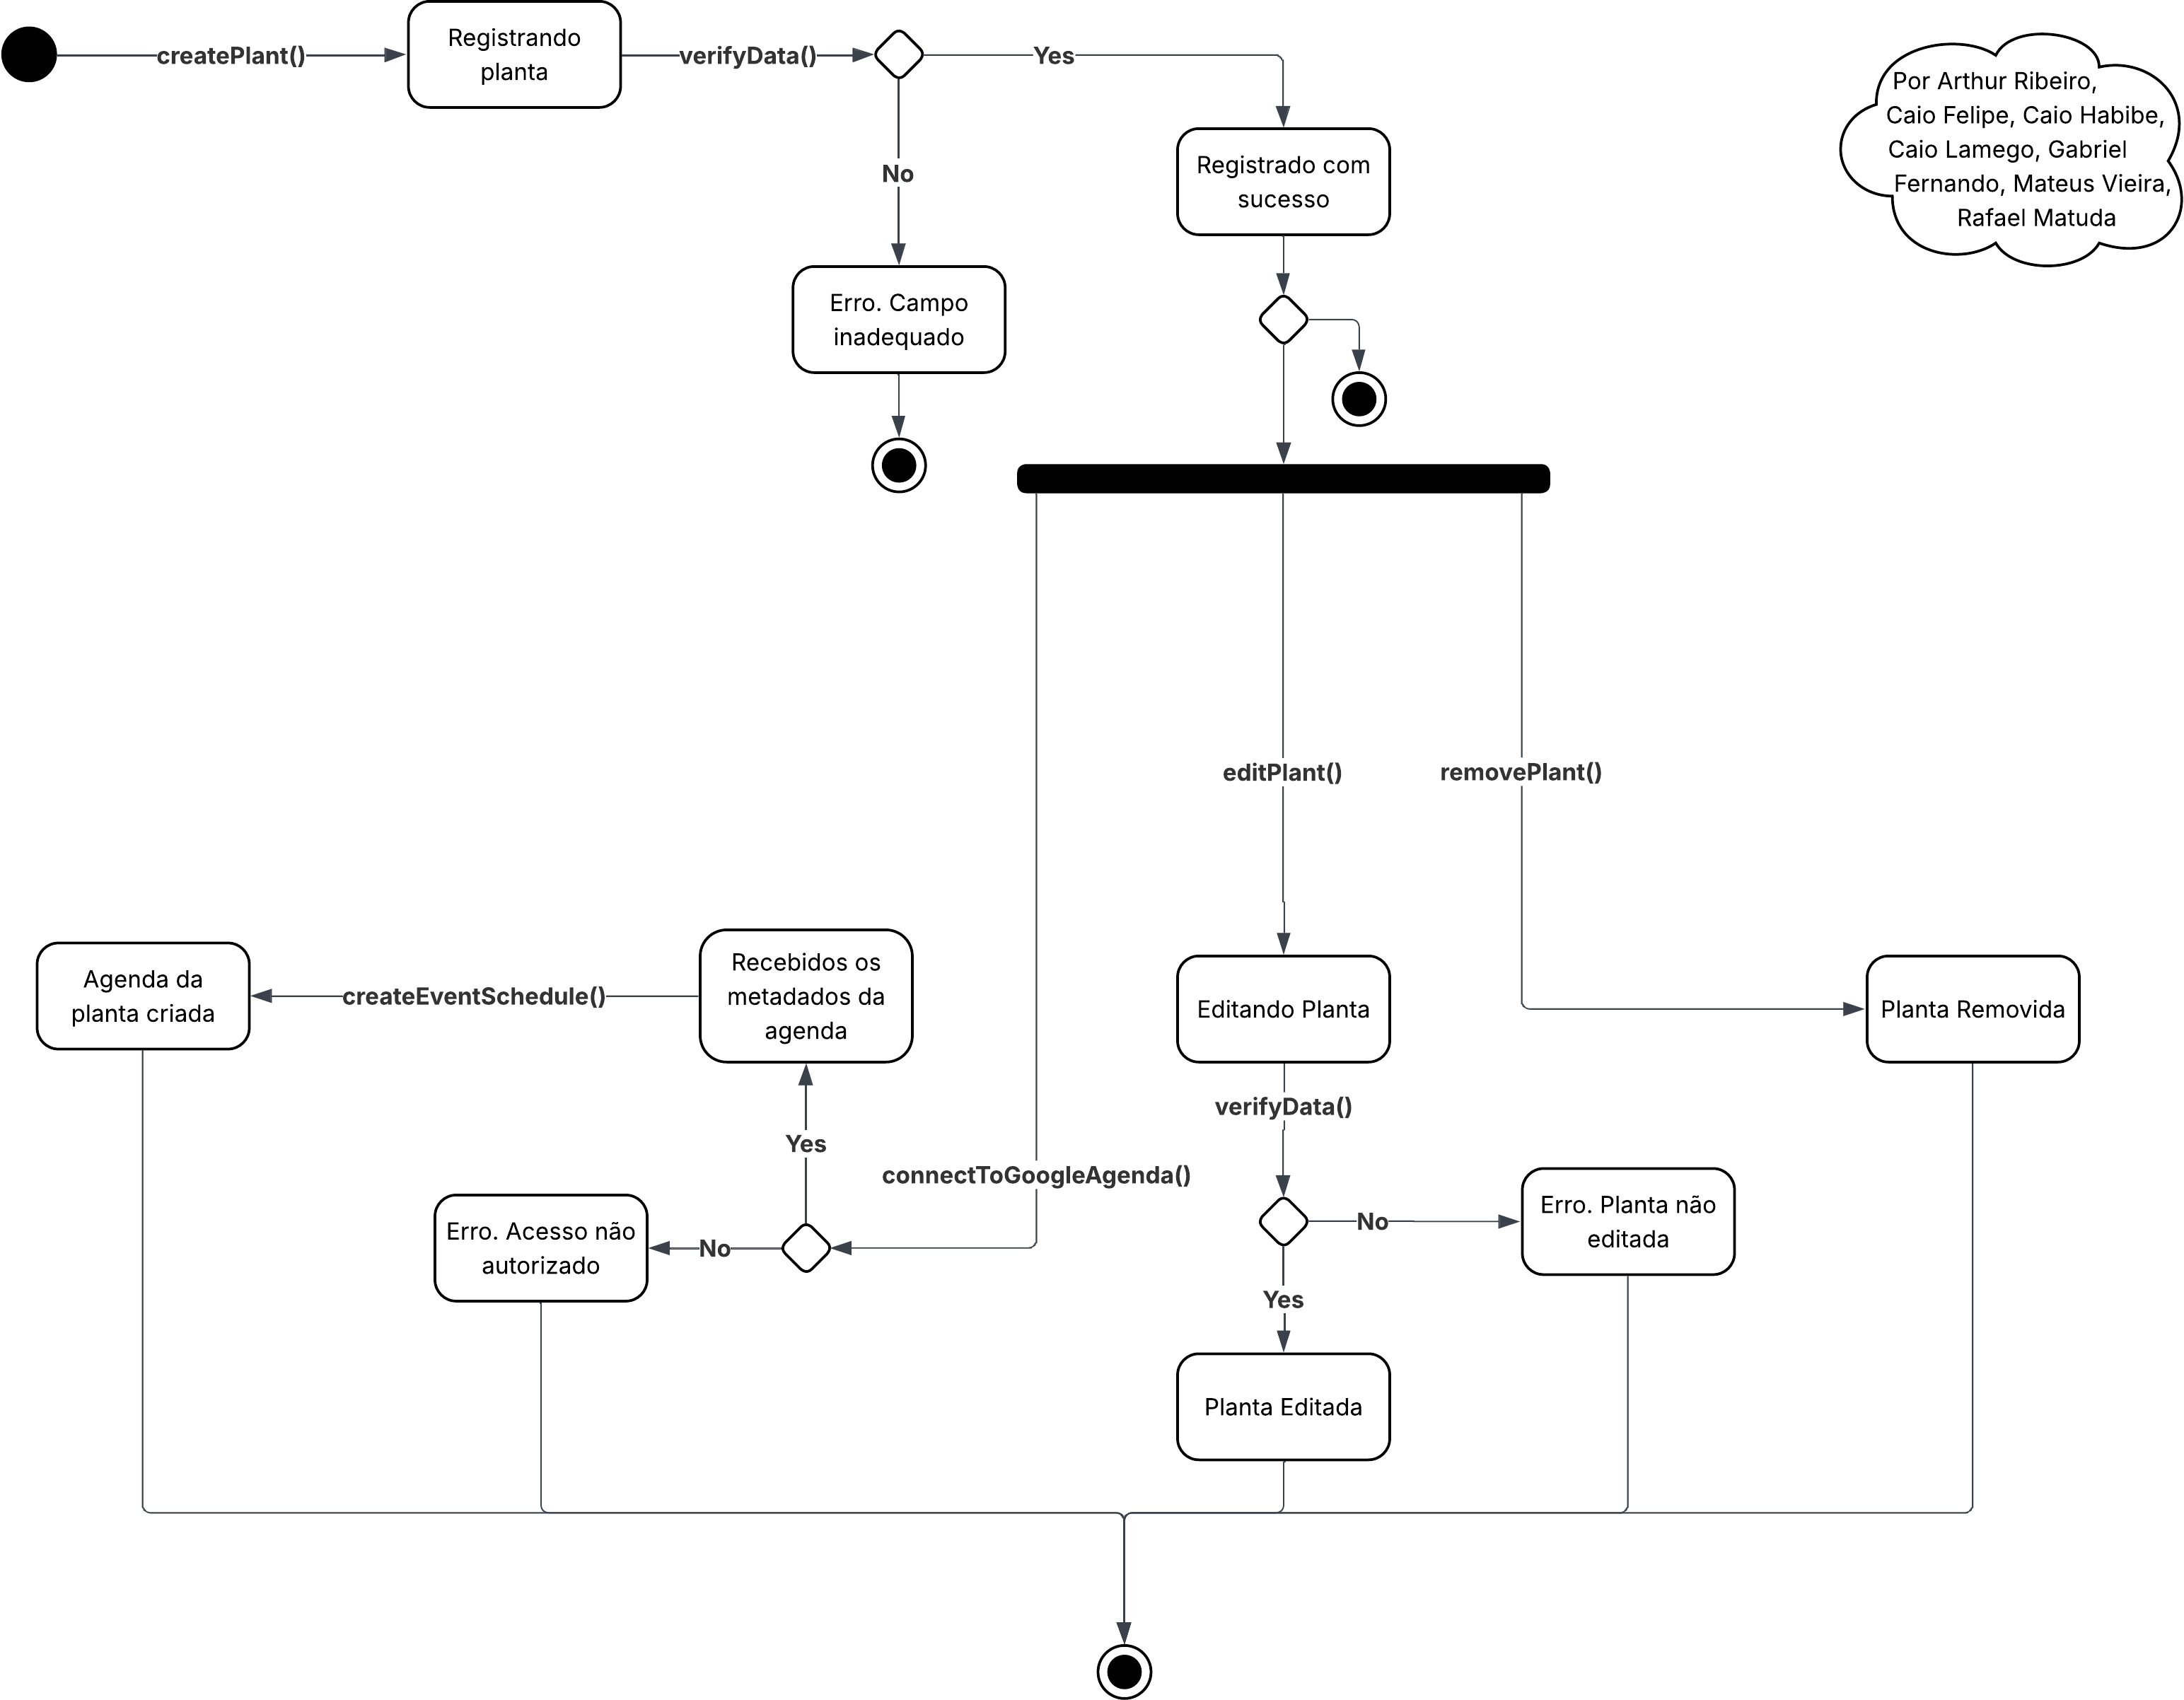 createPlant()
Registrando
planta
verifyData()
Yes
Por Arthur Ribeiro,
Caio Felipe, Caio Habibe,
Caio Lamego, Gabriel
Fernando, Mateus Vieira,
Rafael Matuda
No
Registrado com
sucesso
Erro. Campo
inadequado
editPlant()
removePlant()
Agenda da
planta criada
createEventSchedule()
Recebidos os
metadados da
agenda
Editando Planta
Planta Removida
verifyData()
Yes
connectToGoogleAgenda()
Erro. Acesso não
autorizado
No
No
Erro. Planta não
editada
Yes
Planta Editada